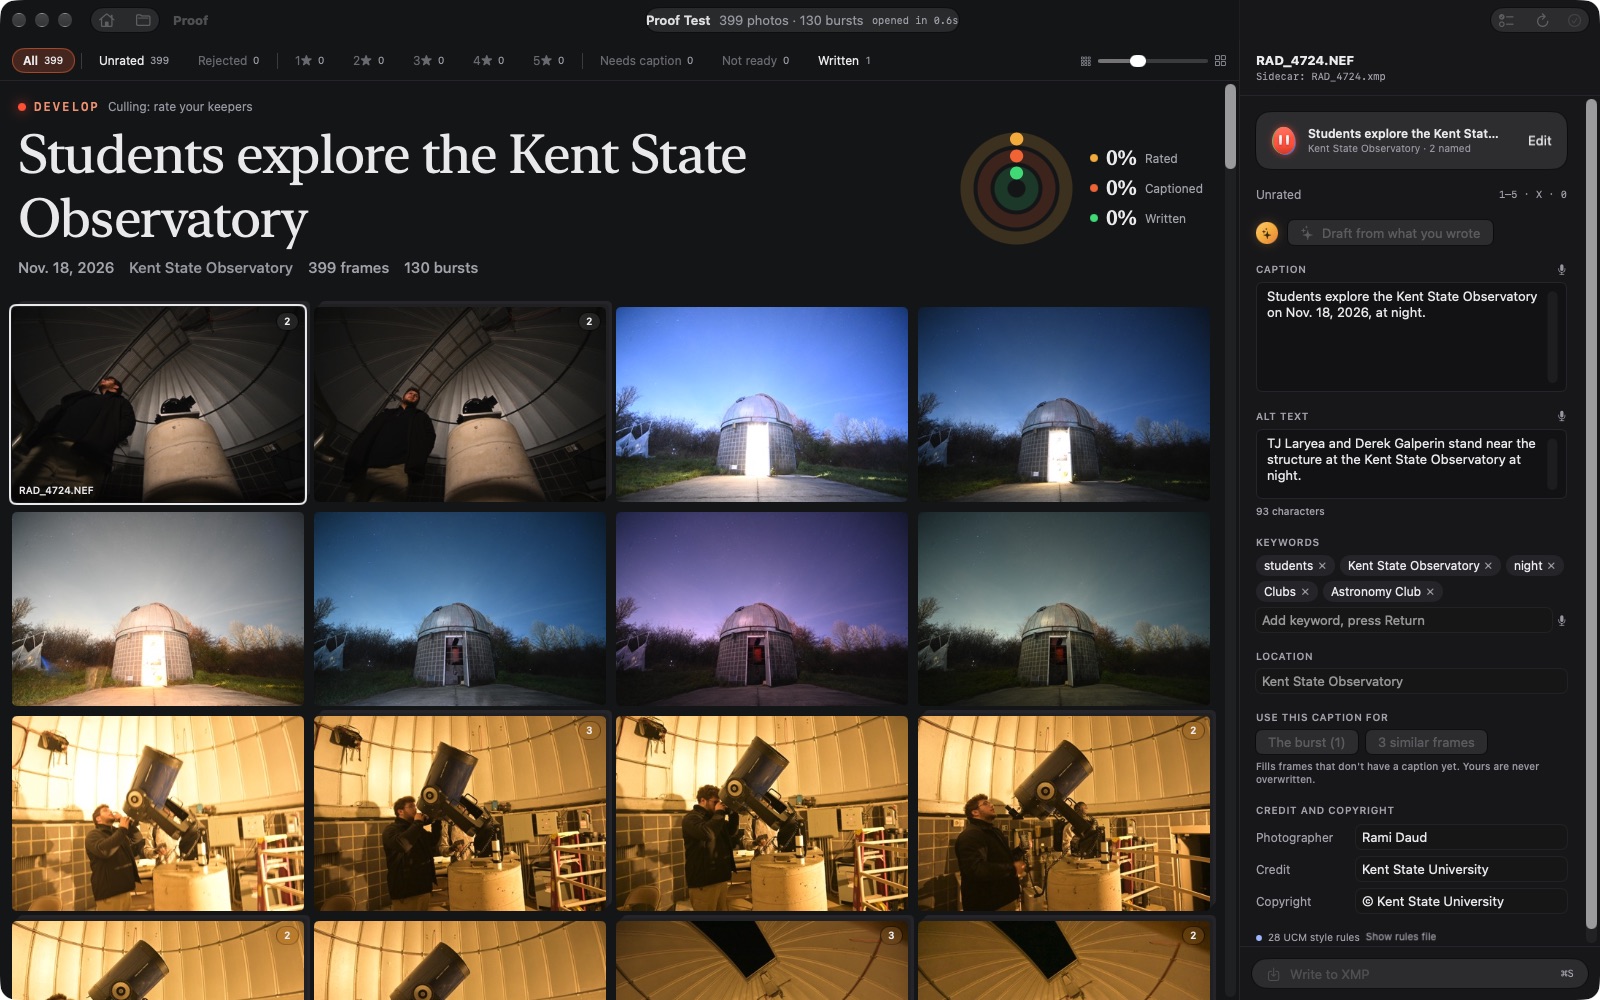 Proof
Proof Test 399 photos · 130 bursts opened in 0.6s
All 399
Unrated 399
Rejected 0
1★ 0
2★ 0
3★ 0
4★ 0
5★ 0
Needs caption 0
Not ready 0
Written 1
DEVELOP Culling: rate your keepers
Students explore the Kent State
Observatory
Nov. 18, 2026 Kent State Observatory 399 frames 130 bursts
0% Rated
0% Captioned
0% Written
2
RAD_4724.NEF
2
3
2
2
3
2
RAD_4724.NEF
Sidecar: RAD_4724.xmp
Students explore the Kent Stat...
Kent State Observatory · 2 named
Edit
Unrated 1–5 · X · 0
Draft from what you wrote
CAPTION
Students explore the Kent State Observatory
on Nov. 18, 2026, at night.
ALT TEXT
TJ Laryea and Derek Galperin stand near the
structure at the Kent State Observatory at
night.
93 characters
KEYWORDS
students × Kent State Observatory × night ×
Clubs × Astronomy Club ×
Add keyword, press Return
LOCATION
Kent State Observatory
USE THIS CAPTION FOR
The burst (1) 3 similar frames
Fills frames that don't have a caption yet. Yours are never
overwritten.
CREDIT AND COPYRIGHT
Photographer Rami Daud
Credit Kent State University
Copyright © Kent State University
28 UCM style rules Show rules file
Write to XMP ⌘S